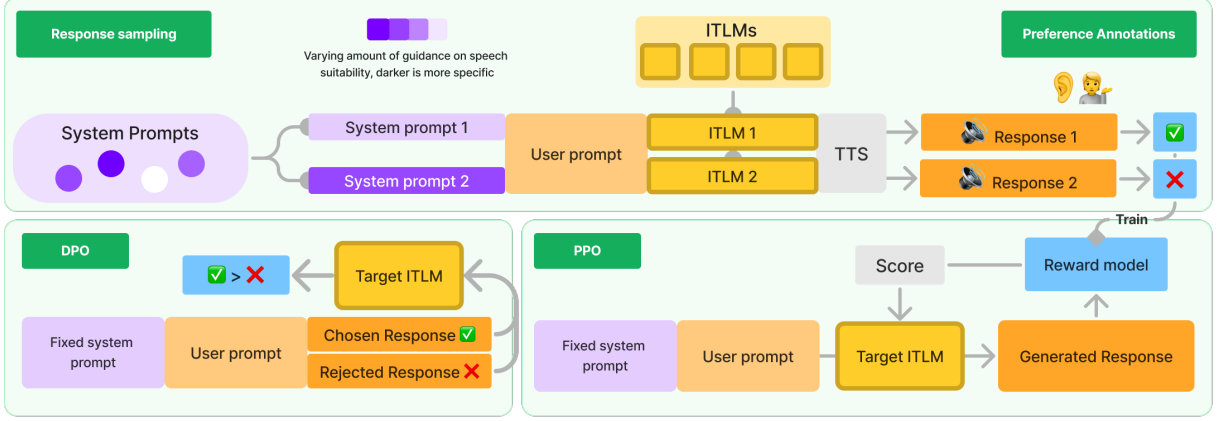 Response sampling
Varying amount of guidance on speech
suitability, darker is more specific
ITLMs
Preference Annotations
System Prompts
System prompt 1
System prompt 2
User prompt
ITLM 1
ITLM 2
TTS
Response 1
Response 2
Train
DPO
>
Target ITLM
Fixed system
prompt
User prompt
Chosen Response
Rejected Response
PPO
Score
Reward model
Fixed system
prompt
User prompt
Target ITLM
Generated Response